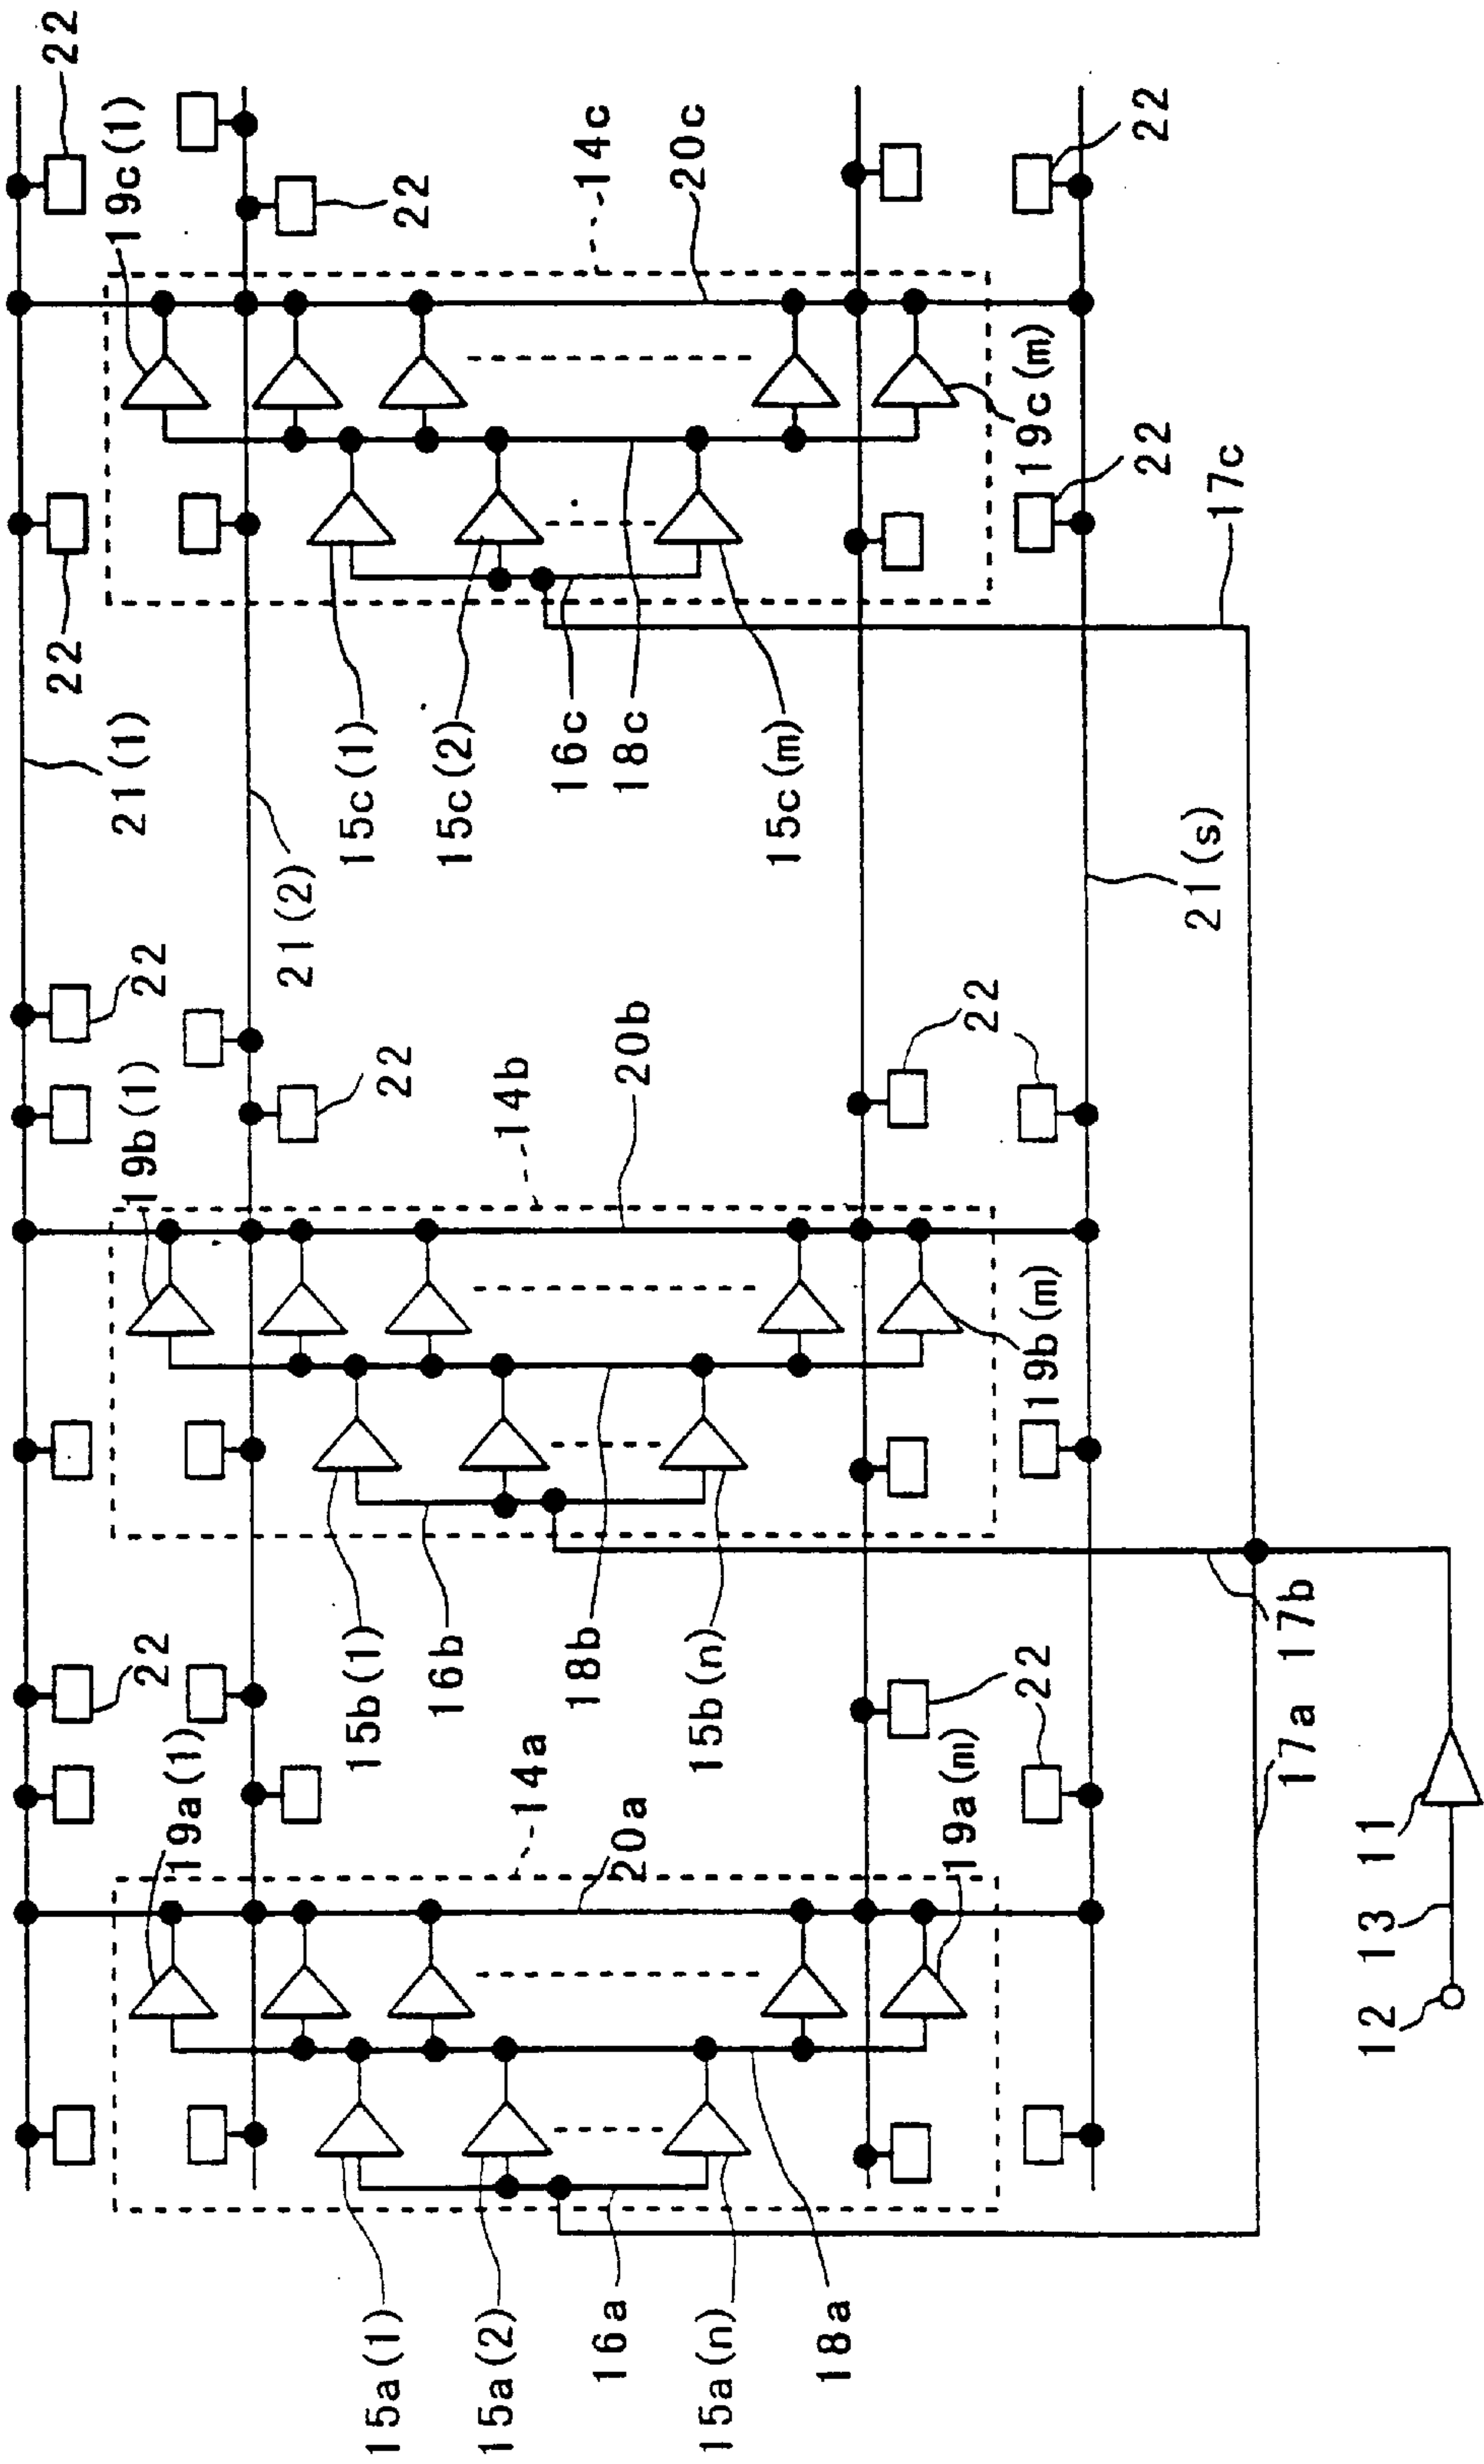 22
22
21(1)
19c(1)
19b(1)
22
22
19a(1)
21(2)
15c(1)
15b(1)
15a(1)
22
22
15c(2)
16b
15a(2)
14b
14a
16c
14c
18b
16a
18c
20b
20a
20c
15b(n)
15a(n)
15c(m)
18a
19a(m)
22
19c(m)
19b(m)
22
22
22
21(s)
17c
17a 17b
12 13 11